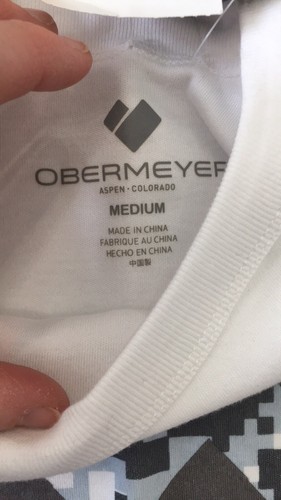 OBERMEYER
ASPEN • COLORADO
MEDIUM
MADE IN CHINA
FABRIQUE AU CHINA
HECHO EN CHINA
中国製